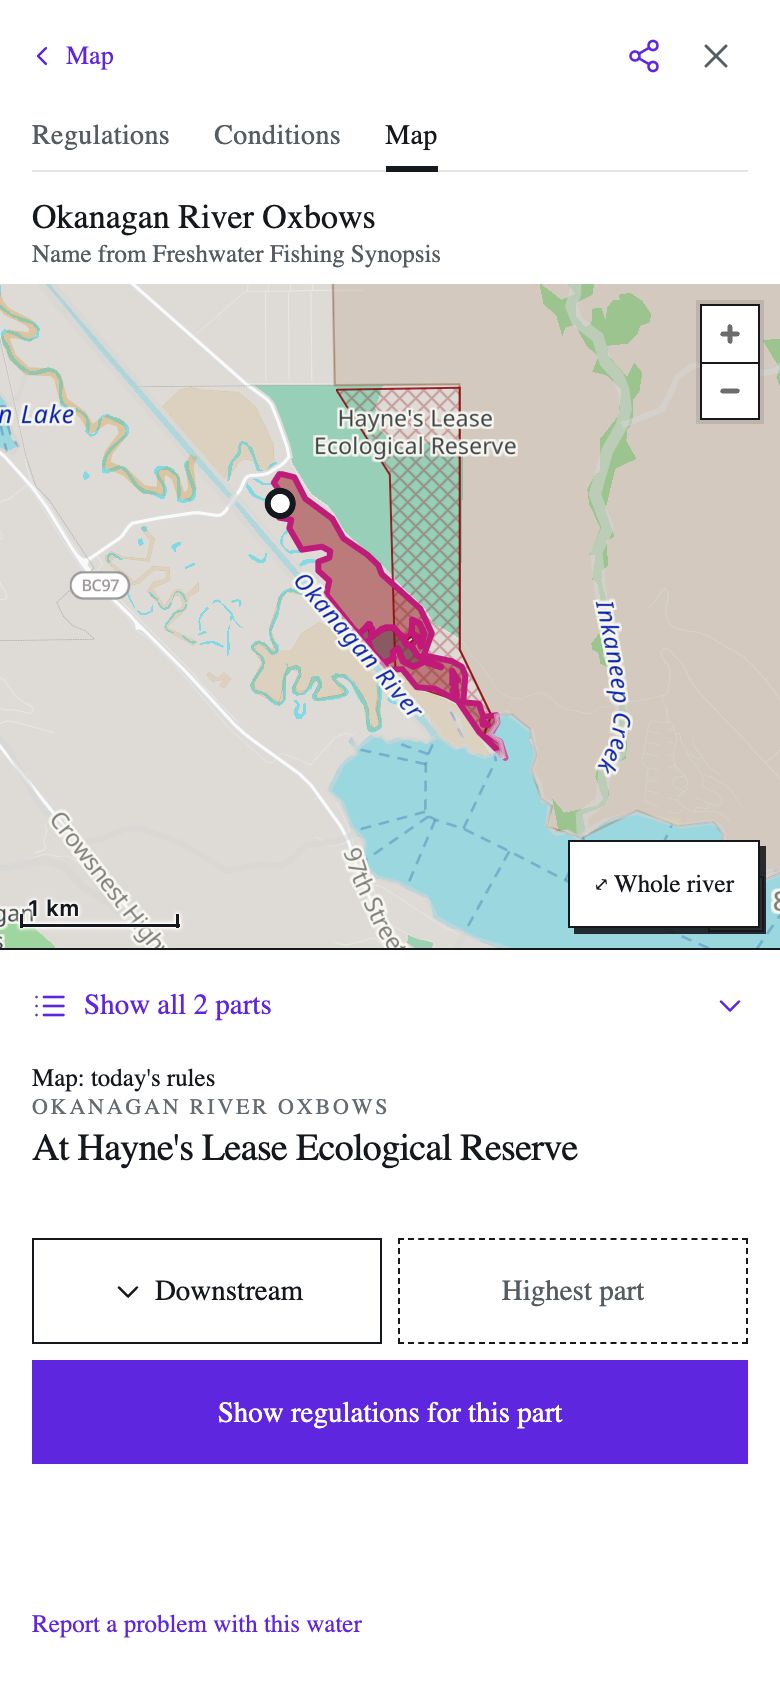 Map
Regulations
Conditions
Map
Okanagan River Oxbows
Name from Freshwater Fishing Synopsis
n Lake
Hayne's Lease
Ecological Reserve
+
−
BC97
Okanagan River
Inkaneep Creek
Crowsnest High
97th Stree
gan
1 km
Whole river
8
Show all 2 parts
Map: today's rules
OKANAGAN RIVER OXBOWS
At Hayne's Lease Ecological Reserve
Downstream
Highest part
Show regulations for this part
Report a problem with this water